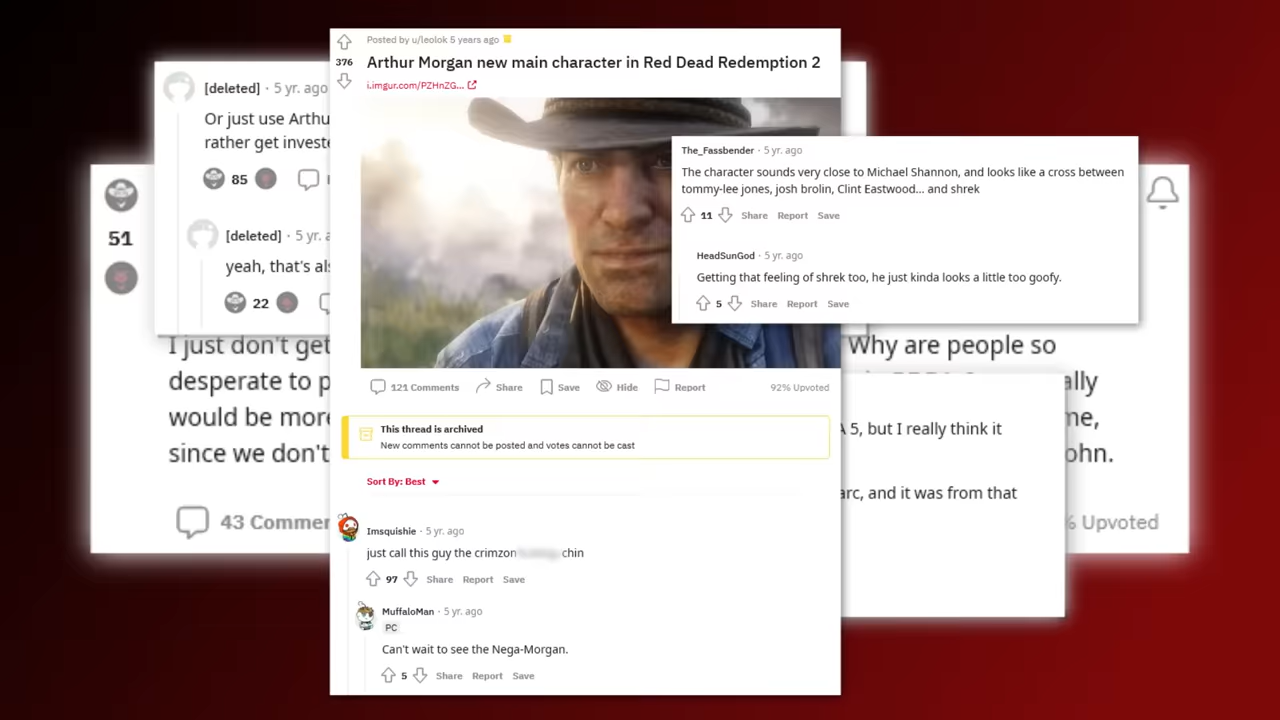 Posted by u/leolok 5 years ago
376
Arthur Morgan new main character in Red Dead Redemption 2
i.imgur.com/PZHnZG...
121 Comments Share Save Hide Report 92% Upvoted
This thread is archived
New comments cannot be posted and votes cannot be cast
Sort By: Best
Imsquishie · 5 yr. ago
just call this guy the crimzon chin
97 Share Report Save
MuffaloMan · 5 yr. ago
PC
Can't wait to see the Nega-Morgan.
5 Share Report Save
The_Fassbender · 5 yr. ago
The character sounds very close to Michael Shannon, and looks like a cross between
tommy-lee jones, josh brolin, Clint Eastwood... and shrek
11 Share Report Save
HeadSunGod · 5 yr. ago
Getting that feeling of shrek too, he just kinda looks a little too goofy.
5 Share Report Save
[deleted] · 5 yr. ago
Or just use Arthu
rather get investe
85
[deleted] · 5 yr. a
yeah, that's als
22
51
I just don't get
Why are people so
desperate to p
ally
would be more
me,
since we don't
ohn.
43 Commen
% Upvoted
A 5, but I really think it
arc, and it was from that